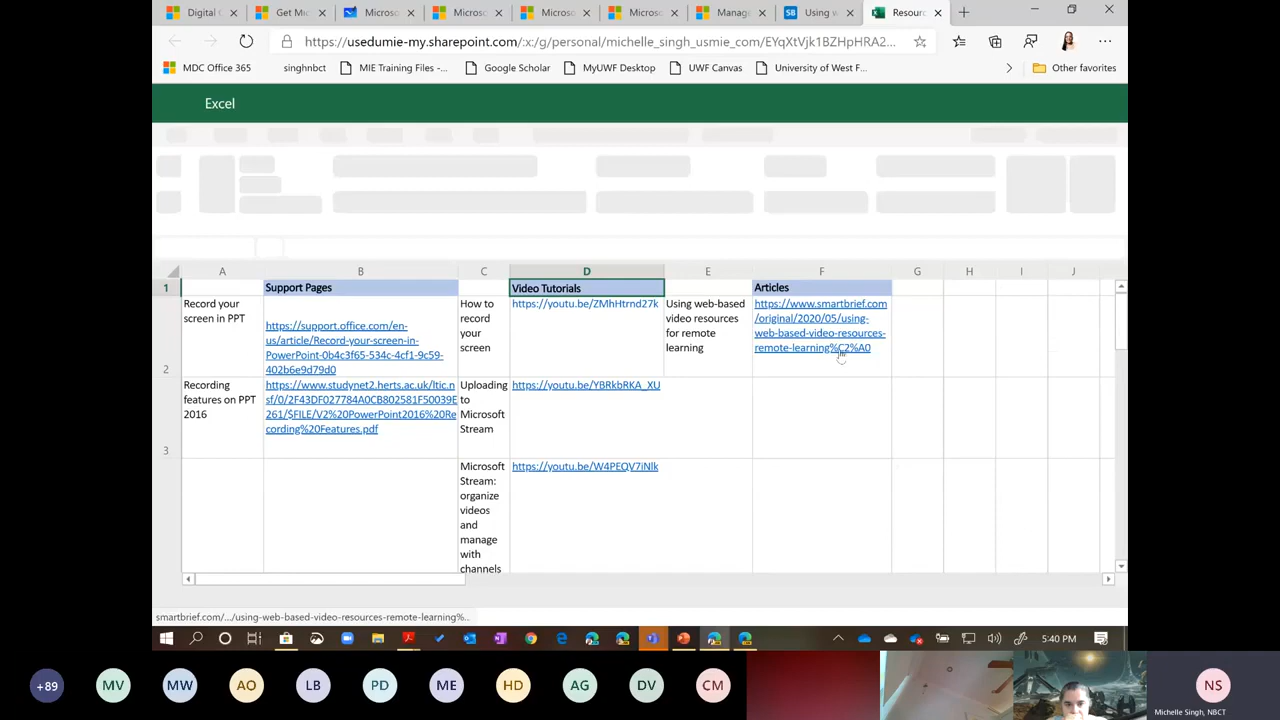 Digital C
Get Mic
Microso
Microso
Microso
Microso
Manage
Using w
Resourc
https://usedumie-my.sharepoint.com/:x:/g/personal/michelle_singh_usmie_com/EYqXtVjk1BZHpHRA2...
MDC Office 365
singhnbct
MIE Training Files -...
Google Scholar
MyUWF Desktop
UWF Canvas
University of West F...
Other favorites
Excel
A B C D E F G H I J
1 Support Pages Video Tutorials Articles
Record your
screen in PPT
https://support.office.com/en-
us/article/Record-your-screen-in-
PowerPoint-0b4c3f65-534c-4cf1-9c59-
402b6e9d79d0
How to
record
your
screen
https://youtu.be/ZMhHtrnd27k
Using web-based
video resources
for remote
learning
https://www.smartbrief.com
/original/2020/05/using-
web-based-video-resources-
remote-learning%C2%A0
2
Recording
features on PPT
2016
https://www.studynet2.herts.ac.uk/ltic.n
sf/0/2F43DF027784A0CB802581F50039E
261/$FILE/V2%20PowerPoint2016%20Re
cording%20Features.pdf
Uploading
to
Microsoft
Stream
https://youtu.be/YBRkbRKA_XU
3
Microsoft
Stream:
organize
videos
and
manage
with
channels
https://youtu.be/W4PEQV7iNlk
smartbrief.com/.../using-web-based-video-resources-remote-learning%..
5:40 PM
+89
MV
MW
AO
LB
PD
ME
HD
AG
DV
CM
NS
Michelle Singh, NBCT